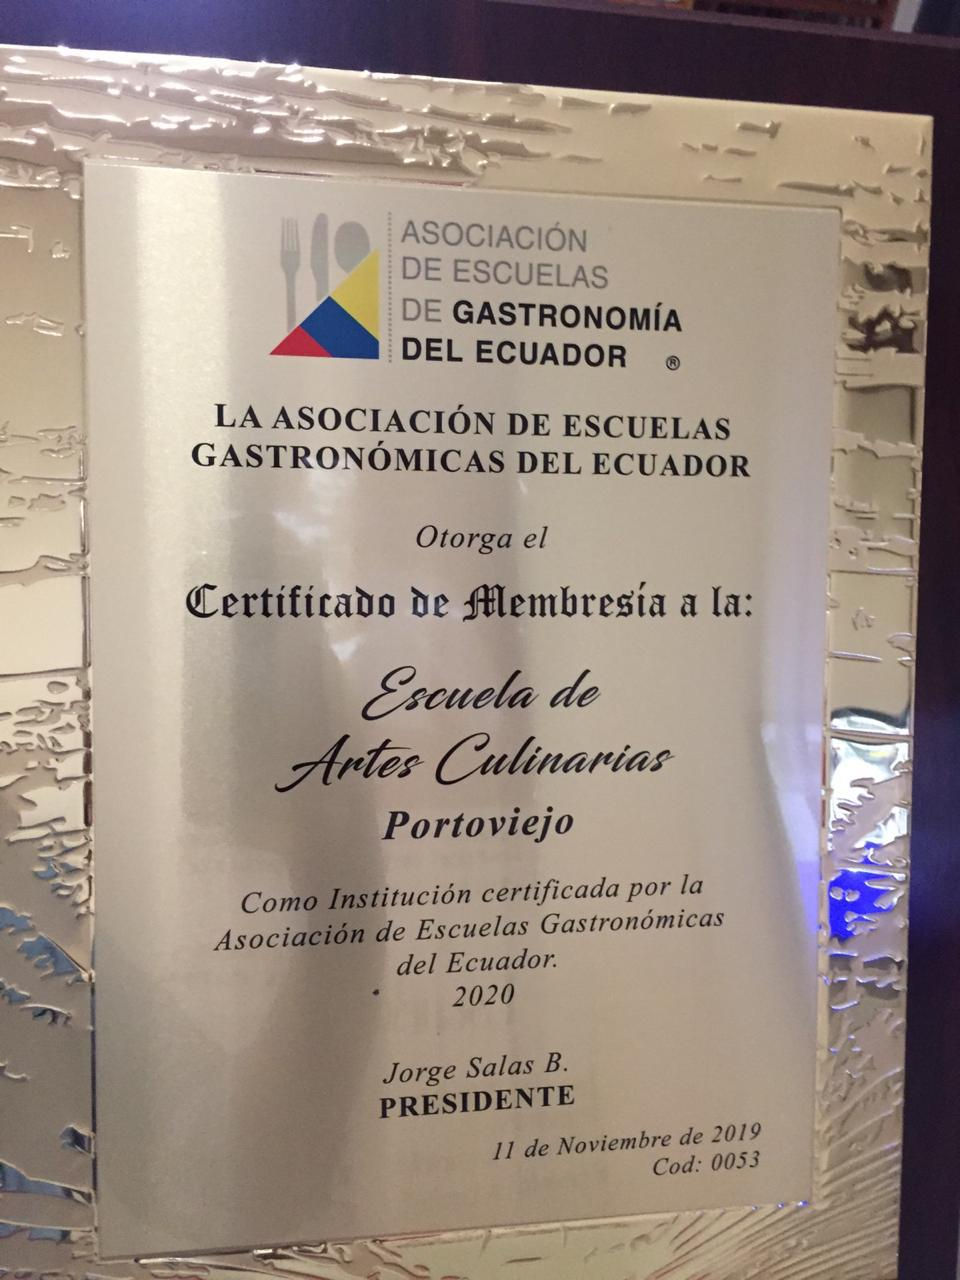 ASOCIACIÓN
DE ESCUELAS
DE GASTRONOMÍA
DEL ECUADOR ®
LA ASOCIACIÓN DE ESCUELAS
GASTRONÓMICAS DEL ECUADOR
Otorga el
Certificado de Membresía a la:
Escuela de
Artes Culinarias
Portoviejo
Como Institución certificada por la
Asociación de Escuelas Gastronómicas
del Ecuador.
2020
Jorge Salas B.
PRESIDENTE
11 de Noviembre de 2019
Cod: 0053